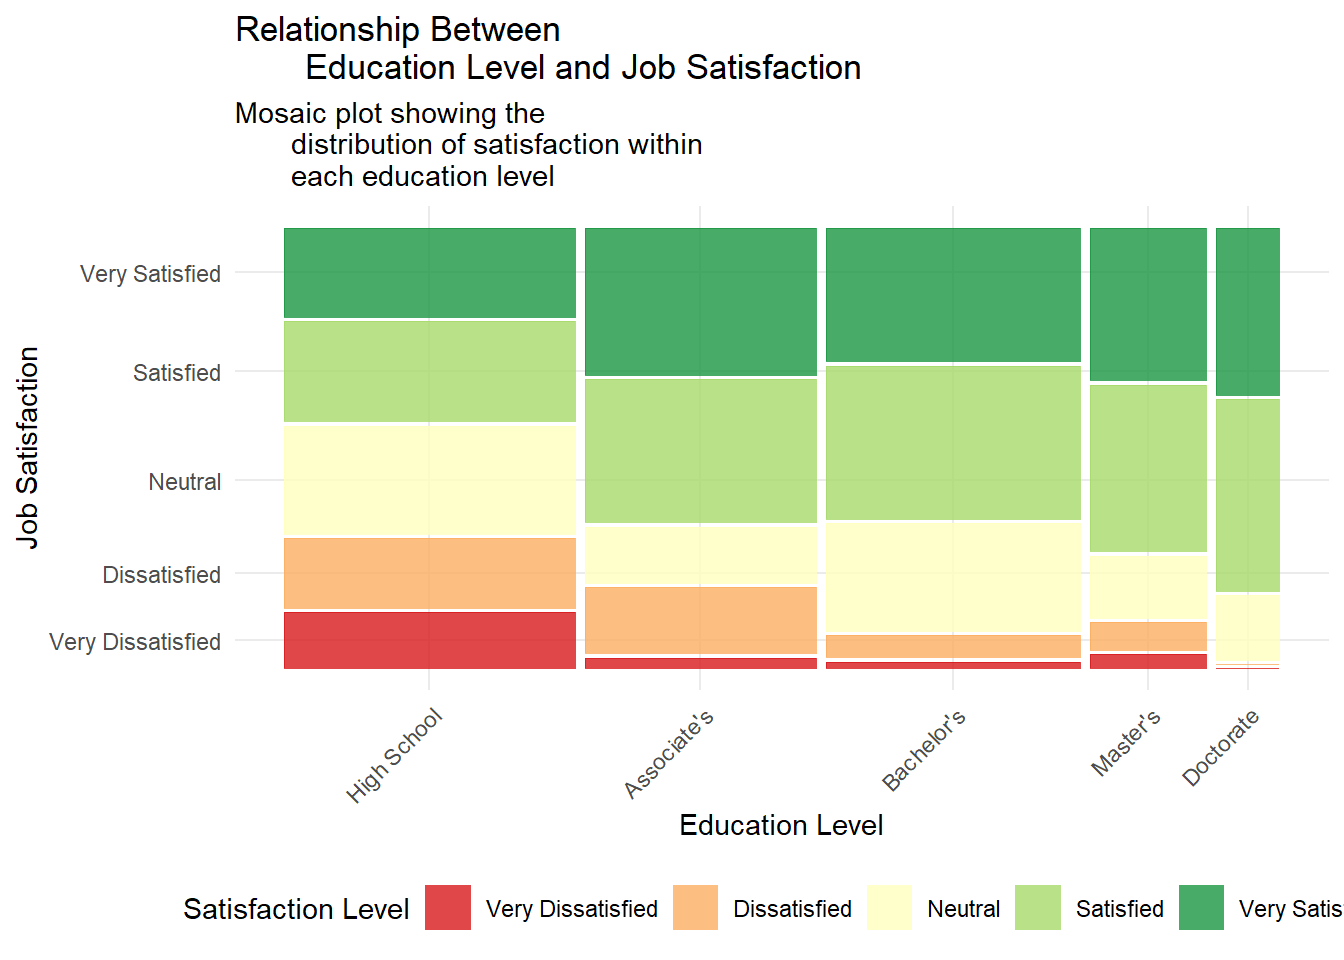 Relationship Between
Education Level and Job Satisfaction
Mosaic plot showing the
distribution of satisfaction within
each education level
Job Satisfaction
Very Satisfied
Satisfied
Neutral
Dissatisfied
Very Dissatisfied
High School
Associate's
Bachelor's
Master's
Doctorate
Education Level
Satisfaction Level Very Dissatisfied Dissatisfied Neutral Satisfied Very Satis